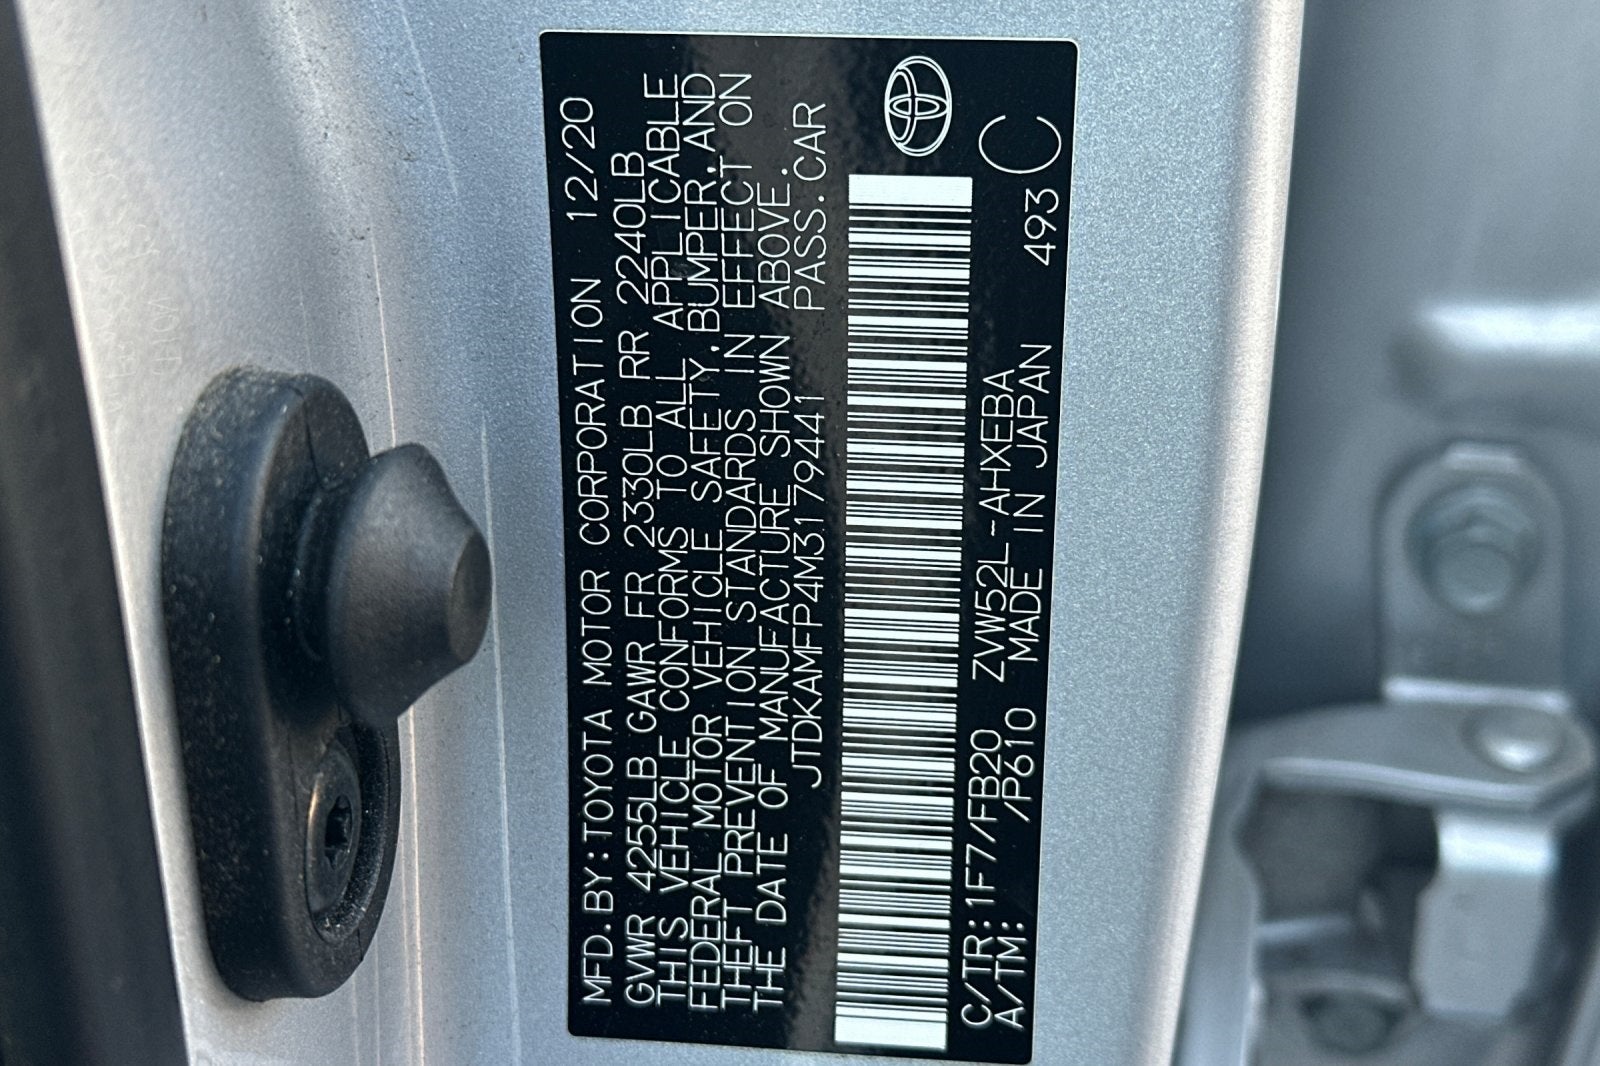 MFD.BY:TOYOTA MOTOR CORPORATION 12/20
GVWR 4255LB GAWR FR 2330LB RR 2240LB
THIS VEHICLE CONFORMS TO ALL APPLICABLE
FEDERAL MOTOR VEHICLE SAFETY,BUMPER,AND
THEFT PREVENTION STANDARDS IN EFFECT ON
THE DATE OF MANUFACTURE SHOWN ABOVE.
JTDKAMFP4M3179441 PASS.CAR
C/TR:1F7/FB20 ZVW52L-AHXEBA
A/TM: /P610 MADE IN JAPAN 493 C